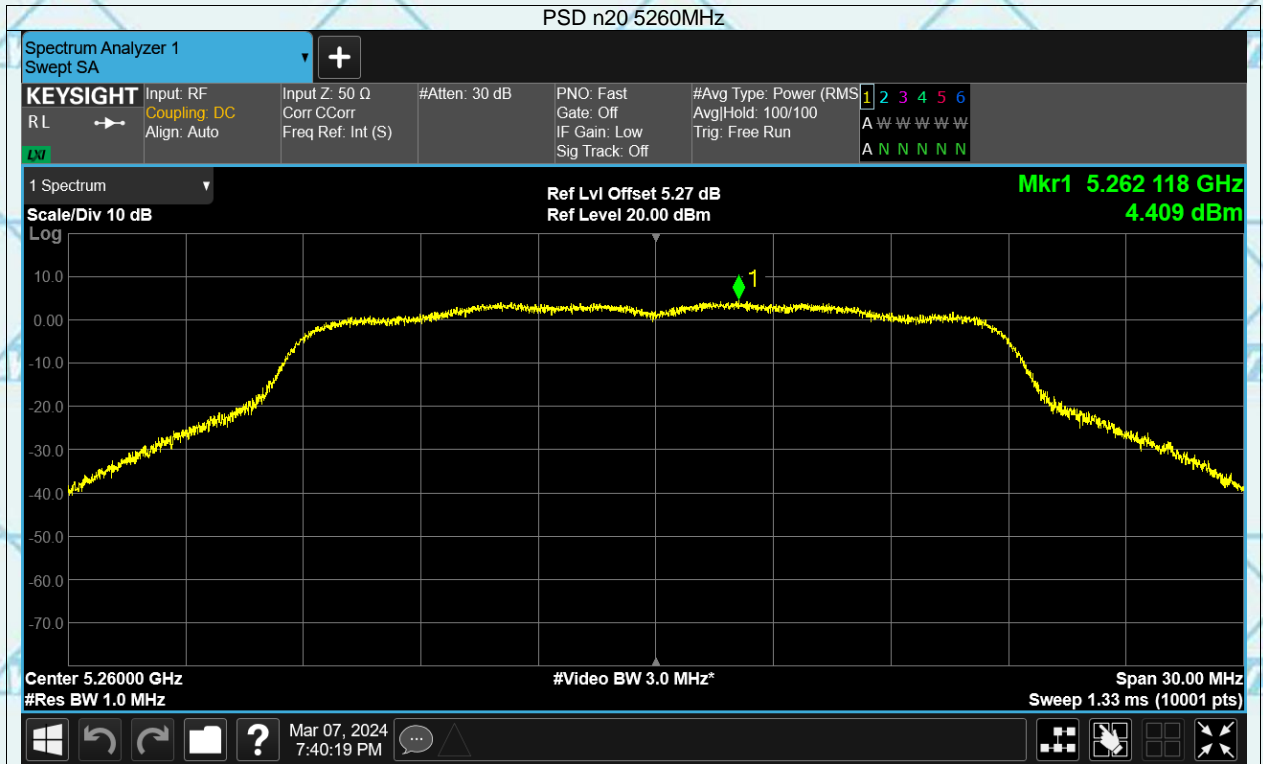 PSD n20 5260MHz
Spectrum Analyzer 1
Swept SA
KEYSIGHT
R L
LXI
Input: RF
Coupling: DC
Align: Auto
Input Z: 50 Ω
Corr CCorr
Freq Ref: Int (S)
#Atten: 30 dB
PNO: Fast
Gate: Off
IF Gain: Low
Sig Track: Off
#Avg Type: Power (RMS
Avg|Hold: 100/100
Trig: Free Run
1 2 3 4 5 6
A W W W W W
A N N N N N
1 Spectrum
Scale/Div 10 dB
Log
Ref Lvl Offset 5.27 dB
Ref Level 20.00 dBm
Mkr1 5.262 118 GHz
4.409 dBm
1
10.0
0.00
-10.0
-20.0
-30.0
-40.0
-50.0
-60.0
-70.0
Center 5.26000 GHz
#Res BW 1.0 MHz
#Video BW 3.0 MHz*
Span 30.00 MHz
Sweep 1.33 ms (10001 pts)
?
Mar 07, 2024
7:40:19 PM